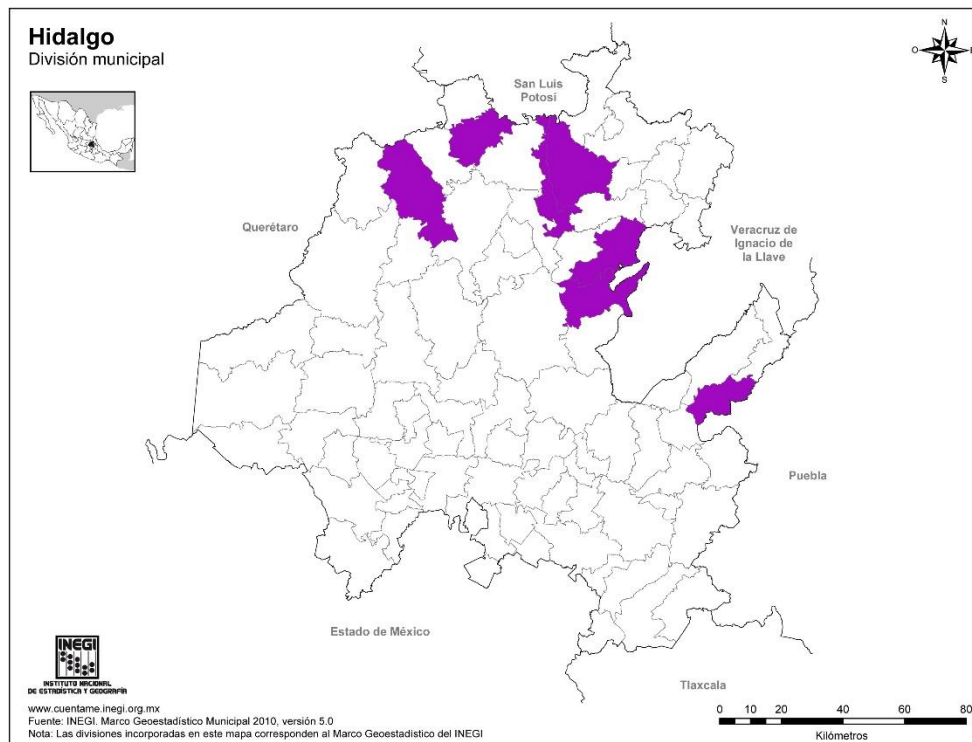 Hidalgo
División municipal
N
O
E
S
San Luis
Potosí
Querétaro
Veracruz de
Ignacio de
la Llave
Puebla
Estado de México
Tlaxcala
INEGI
INSTITUTO NACIONAL
DE ESTADÍSTICA Y GEOGRAFÍA
www.cuentame.inegi.org.mx
Fuente: INEGI. Marco Geoestadístico Municipal 2010, versión 5.0
Nota: Las divisiones incorporadas en este mapa corresponden al Marco Geoestadístico del INEGI
0 10 20 40 60 80
Kilómetros